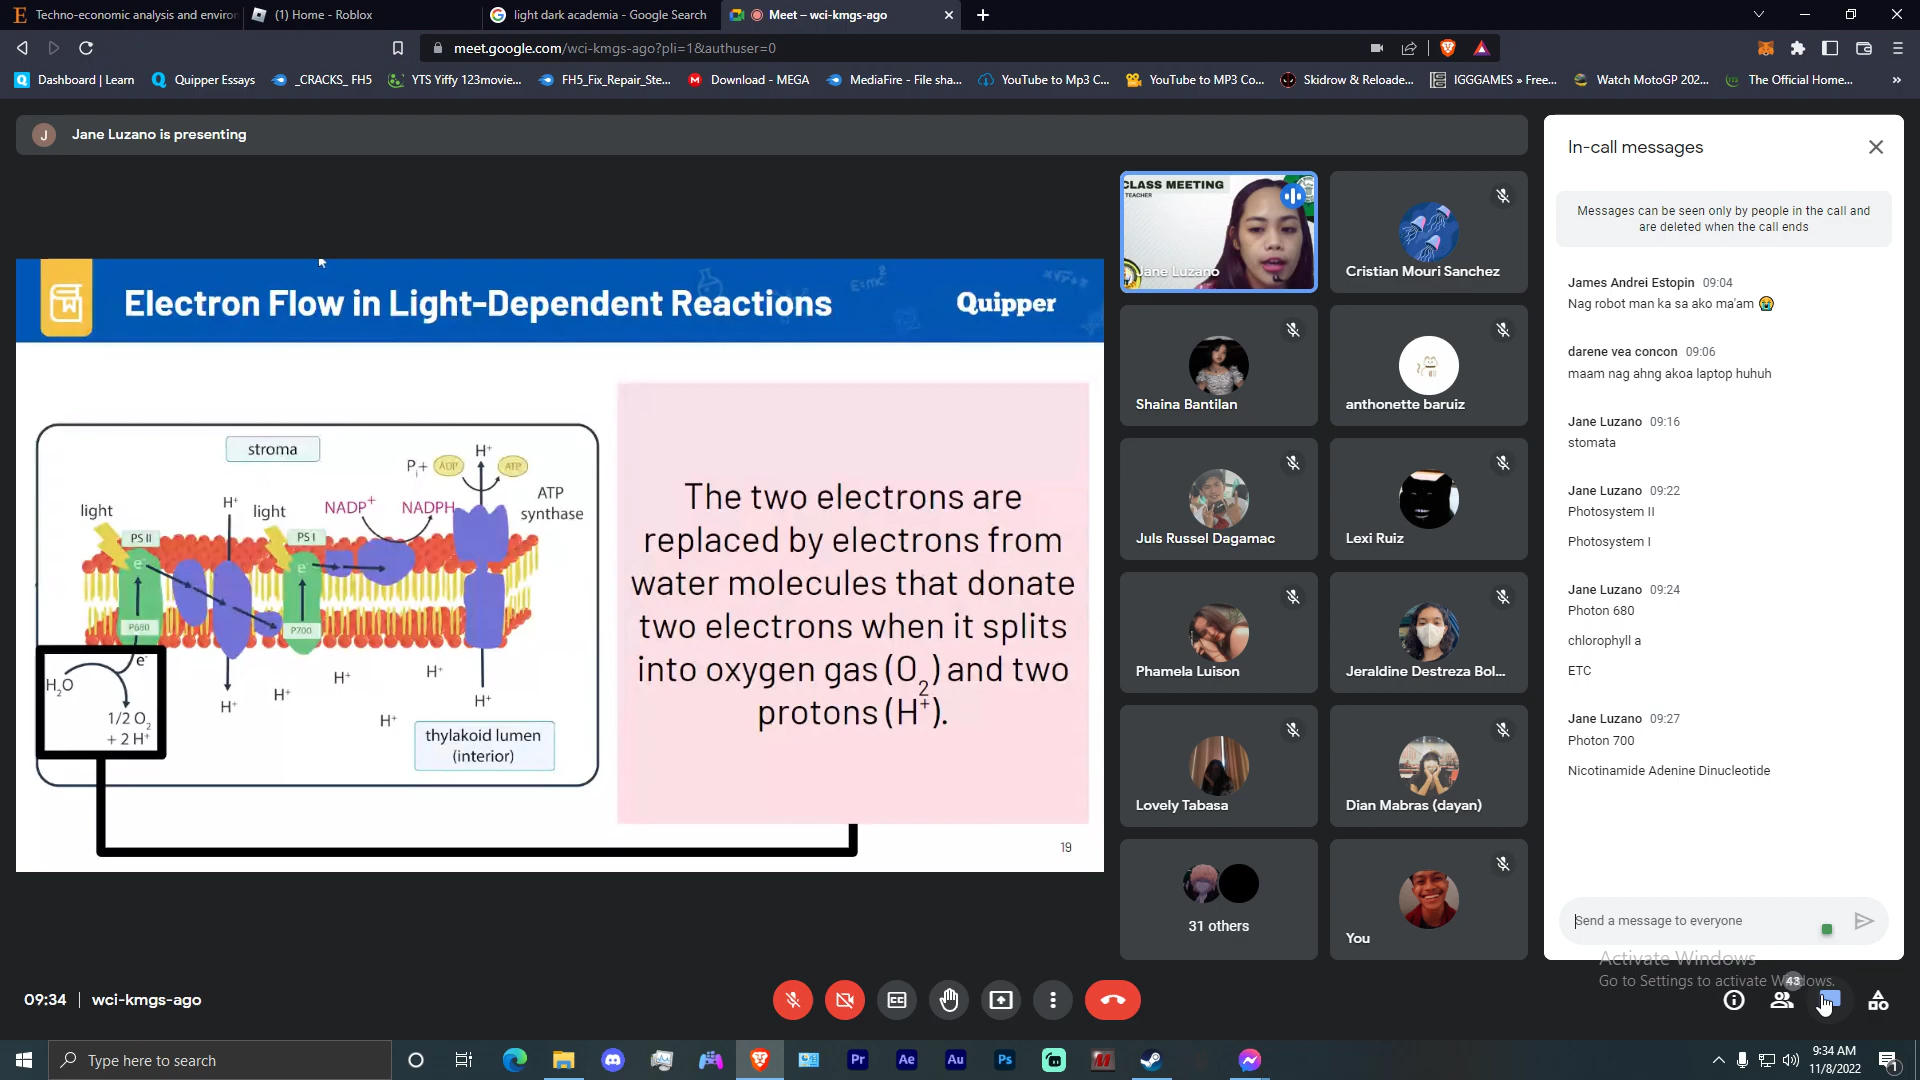 Techno-economic analysis and environ
(1) Home - Roblox
light dark academia - Google Search
Meet – wci-kmgs-ago
meet.google.com/wci-kmgs-ago?pli=1&authuser=0
Dashboard | Learn
Quipper Essays
_CRACKS_ FH5
YTS Yiffy 123movie...
FH5_Fix_Repair_Ste...
Download - MEGA
MediaFire - File sha...
YouTube to Mp3 C...
YouTube to MP3 Co...
Skidrow & Reloade...
IGGGAMES » Free...
Watch MotoGP 202...
The Official Home...
J
Jane Luzano is presenting
Electron Flow in Light-Dependent Reactions
E=mc²
Quipper
stroma
H⁺
Pᵢ+
ADP
ATP
light
H⁺
light
NADP⁺
NADPH
ATP
synthase
PS II
PS I
e⁻
e⁻
P680
P700
e⁻
H₂O
1/2 O₂
+ 2 H⁺
H⁺
H⁺
H⁺
H⁺
H⁺
H⁺
thylakoid lumen
(interior)
The two electrons are
replaced by electrons from
water molecules that donate
two electrons when it splits
into oxygen gas (O₂) and two
protons (H⁺).
19
CLASS MEETING
TEACHER
Jane Luzano
Cristian Mouri Sanchez
Shaina Bantilan
anthonette baruiz
Juls Russel Dagamac
Lexi Ruiz
Phamela Luison
Jeraldine Destreza Bol...
Lovely Tabasa
Dian Mabras (dayan)
31 others
You
In-call messages
Messages can be seen only by people in the call and
are deleted when the call ends
James Andrei Estopin 09:04
Nag robot man ka sa ako ma'am 😭
darene vea concon 09:06
maam nag ahng akoa laptop huhuh
Jane Luzano 09:16
stomata
Jane Luzano 09:22
Photosystem II
Photosystem I
Jane Luzano 09:24
Photon 680
chlorophyll a
ETC
Jane Luzano 09:27
Photon 700
Nicotinamide Adenine Dinucleotide
Send a message to everyone
Activate Windows
Go to Settings to activate Windows.
09:34 | wci-kmgs-ago
43
Type here to search
Pr
Ae
Au
Ps
9:34 AM
11/8/2022
1